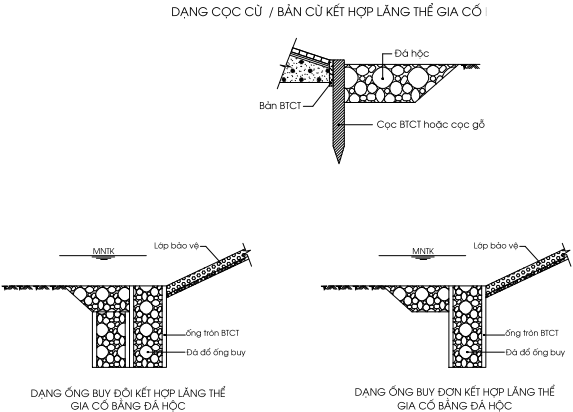 DẠNG CỌC CỪ / BẢN CỪ KẾT HỢP LĂNG THỂ GIA CỐ
Đá hộc
Bản BTCT
Cọc BTCT hoặc cọc gỗ
MNTK
Lớp bảo vệ
ống tròn BTCT
Đá đổ ống buy
DẠNG ỐNG BUY ĐÔI KẾT HỢP LĂNG THỂ
GIA CỐ BẰNG ĐÁ HỘC
MNTK
Lớp bảo vệ
ống tròn BTCT
Đá đổ ống buy
DẠNG ỐNG BUY ĐƠN KẾT HỢP LĂNG THỂ
GIA CỐ BẰNG ĐÁ HỘC